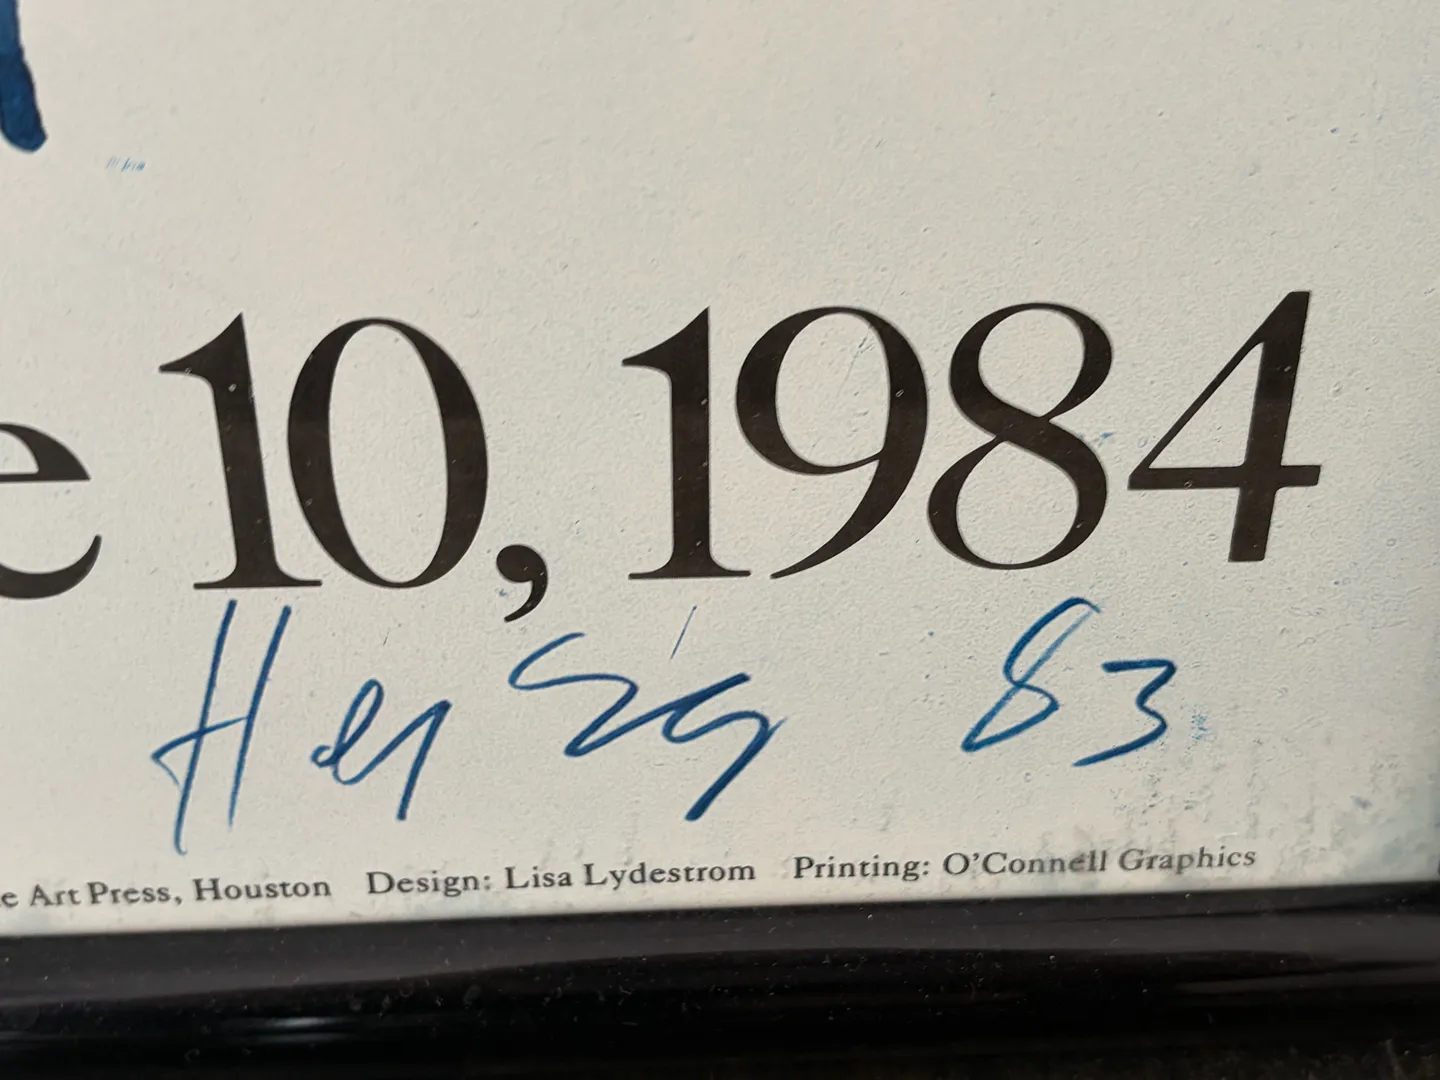 e 10, 1984
83
e Art Press, Houston Design: Lisa Lydestrom Printing: O'Connell Graphics